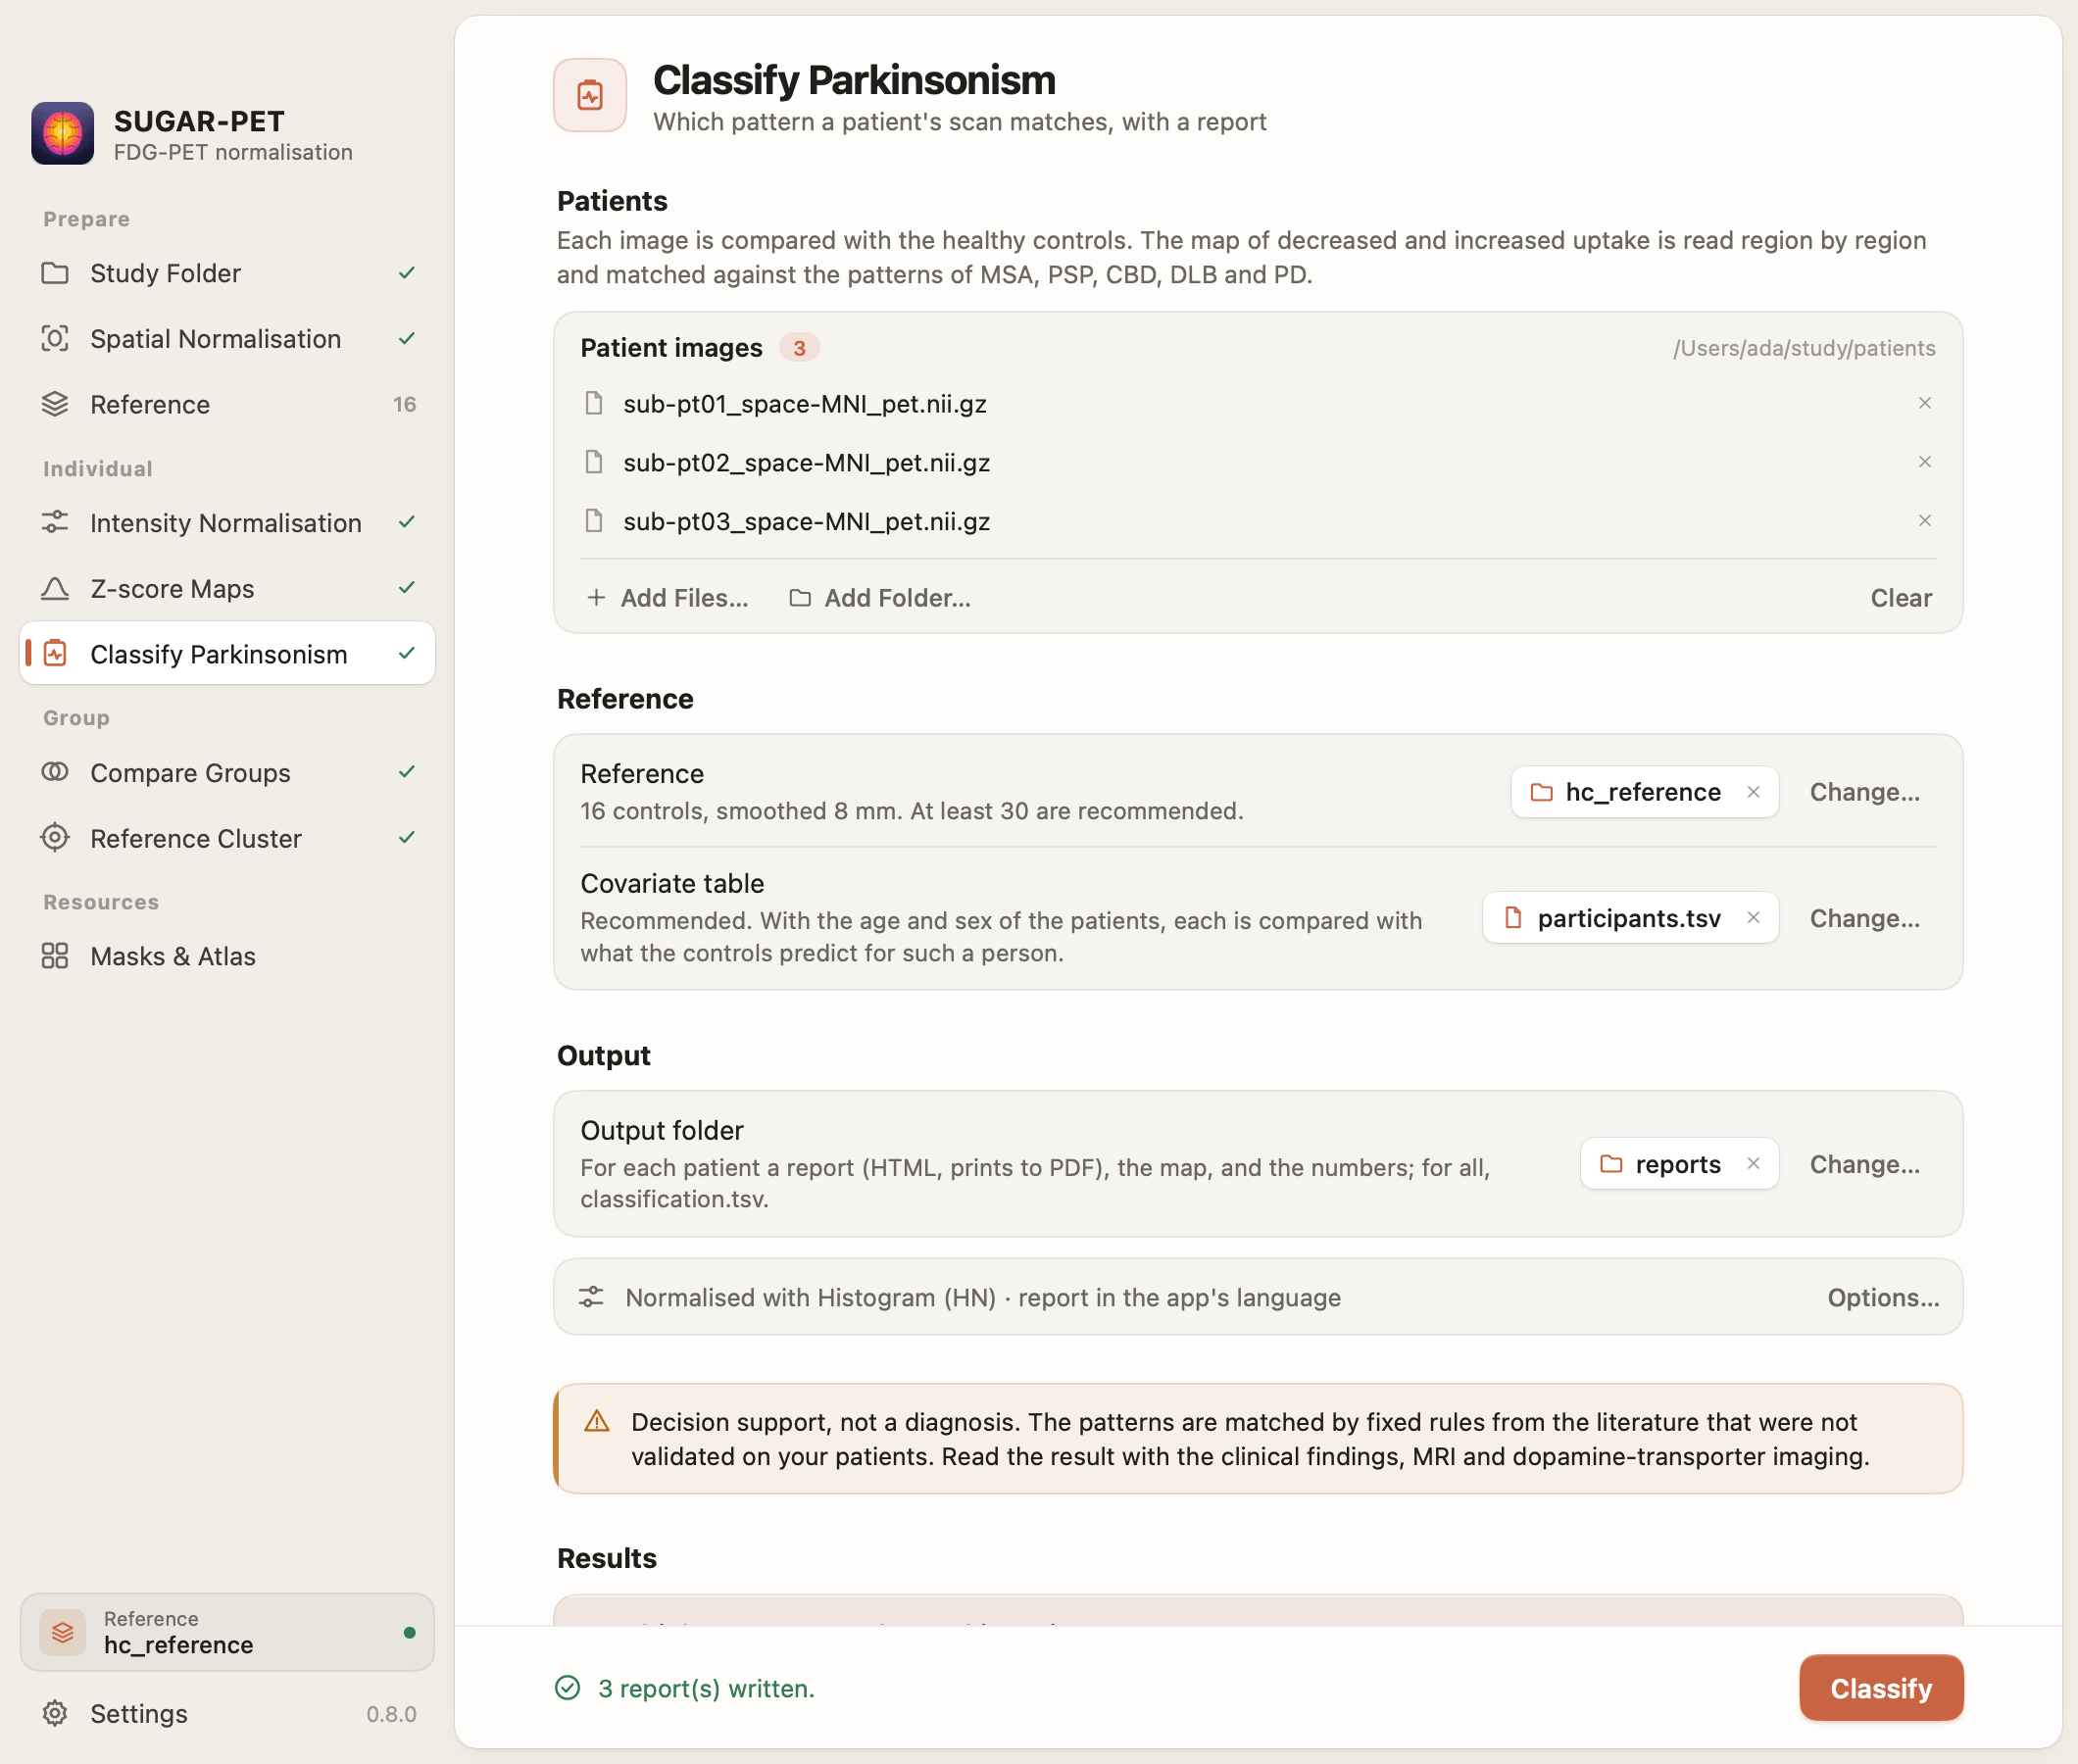 SUGAR-PET
FDG-PET normalisation
Prepare
Study Folder
Spatial Normalisation
Reference 16
Individual
Intensity Normalisation
Z-score Maps
Classify Parkinsonism
Group
Compare Groups
Reference Cluster
Resources
Masks & Atlas
Reference
hc_reference
Settings 0.8.0
Classify Parkinsonism
Which pattern a patient's scan matches, with a report
Patients
Each image is compared with the healthy controls. The map of decreased and increased uptake is read region by region
and matched against the patterns of MSA, PSP, CBD, DLB and PD.
Patient images 3 /Users/ada/study/patients
sub-pt01_space-MNI_pet.nii.gz
sub-pt02_space-MNI_pet.nii.gz
sub-pt03_space-MNI_pet.nii.gz
Add Files... Add Folder... Clear
Reference
Reference
16 controls, smoothed 8 mm. At least 30 are recommended.
hc_reference Change...
Covariate table
Recommended. With the age and sex of the patients, each is compared with
what the controls predict for such a person.
participants.tsv Change...
Output
Output folder
For each patient a report (HTML, prints to PDF), the map, and the numbers; for all,
classification.tsv.
reports Change...
Normalised with Histogram (HN) · report in the app's language Options...
Decision support, not a diagnosis. The patterns are matched by fixed rules from the literature that were not
validated on your patients. Read the result with the clinical findings, MRI and dopamine-transporter imaging.
Results
3 report(s) written.
Classify